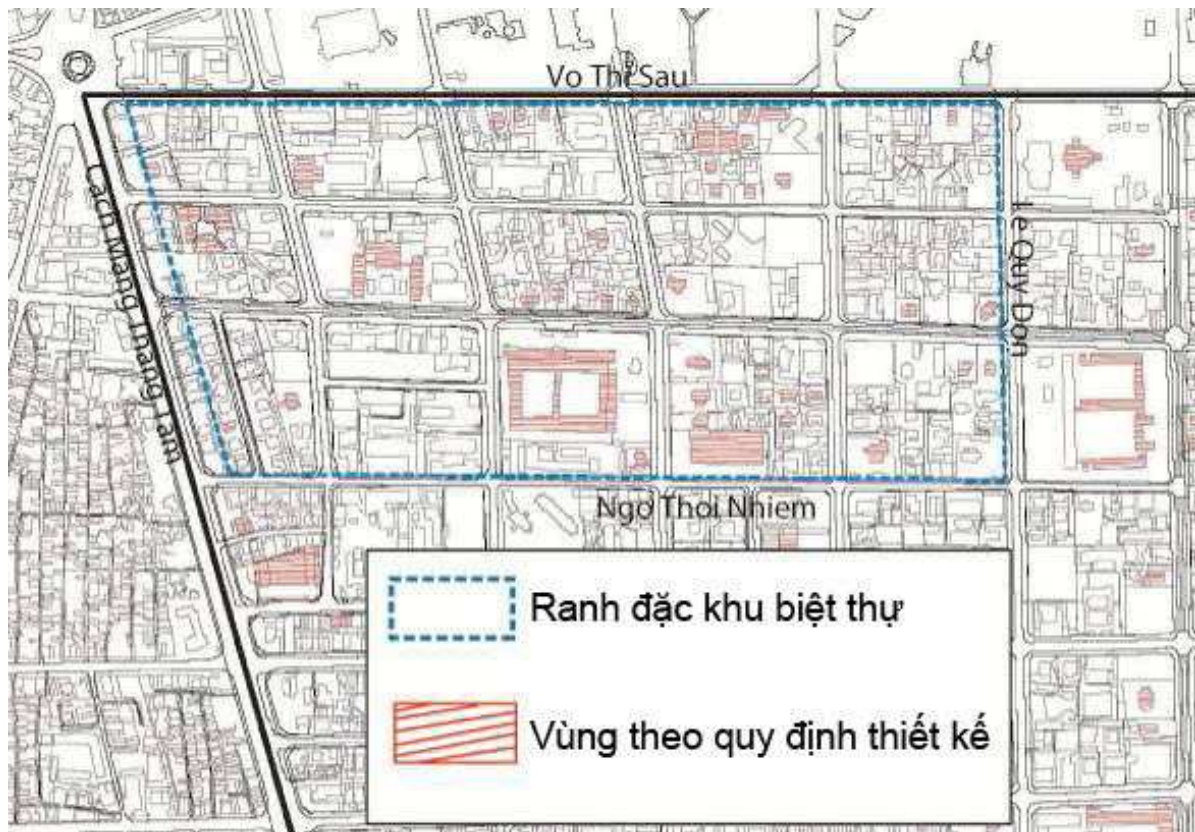 Vo Thi Sau
Cach Mang Thang Tam
Le Quy Don
Ngo Thoi Nhiem
Ranh đặc khu biệt thự
Vùng theo quy định thiết kế